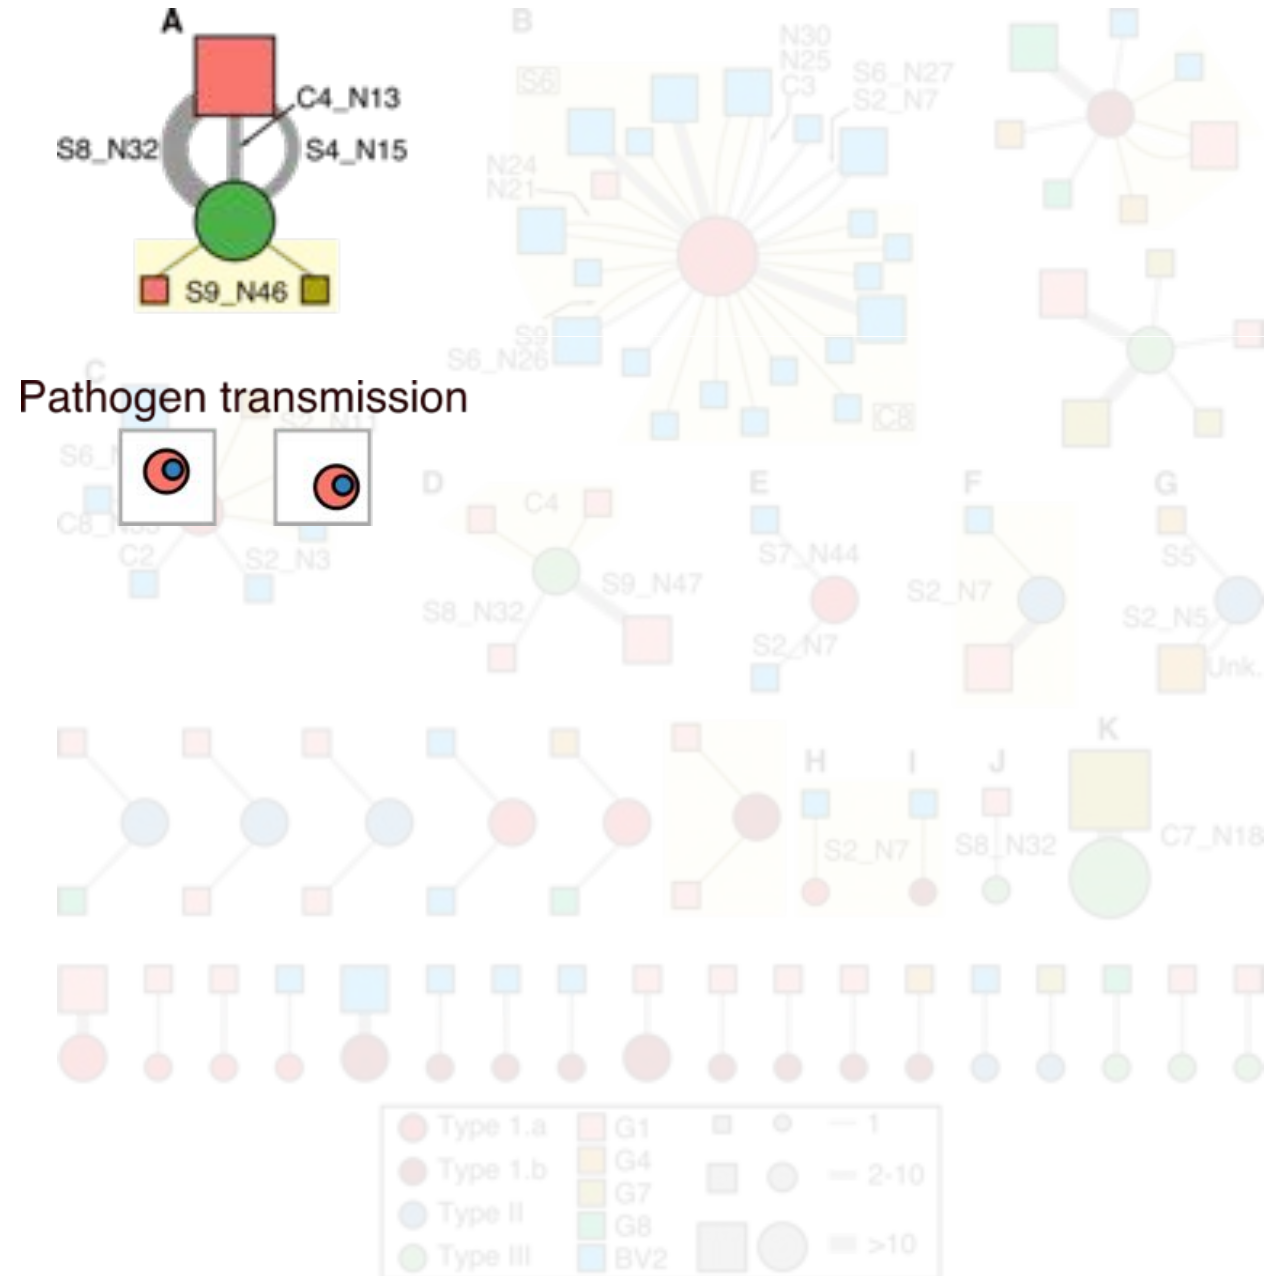 A
C4_N13
S8_N32
S4_N15
S9_N46
B
S6
N30
N25
C3
S6_N27
S2_N7
N24
N21
S9
S6_N26
C8
Pathogen transmission
C
C2
S2_N3
D
C4
S9_N47
S8_N32
E
S7_N44
S2_N7
F
S2_N7
G
S5
S2_N5
Unk.
H
I
S2_N7
J
S8_N32
K
C7_N18
Type 1.a
Type 1.b
Type II
Type III
G1
G4
G7
G8
BV2
1
2-10
>10